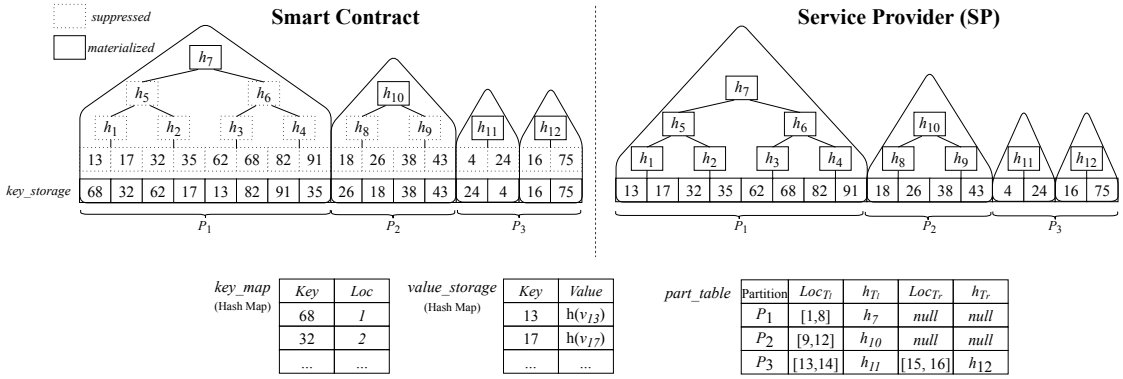 Smart Contract
Service Provider (SP)
suppressed
materialized
h7
h5 h6
h1 h2 h3 h4
h10
h8 h9
h11 h12
13 17 32 35 62 68 82 91 18 26 38 43 4 24 16 75
key_storage 68 32 62 17 13 82 91 35 26 18 38 43 24 4 16 75
P1 P2 P3
h7
h5 h6
h1 h2 h3 h4
h10
h8 h9
h11 h12
13 17 32 35 62 68 82 91 18 26 38 43 4 24 16 75
P1 P2 P3
key_map
(Hash Map)
Key Loc
68 1
32 2
... ...
value_storage
(Hash Map)
Key Value
13 h(v13)
17 h(v17)
... ...
part_table
Partition LocTl hTl LocTr hTr
P1 [1,8] h7 null null
P2 [9,12] h10 null null
P3 [13,14] h11 [15, 16] h12